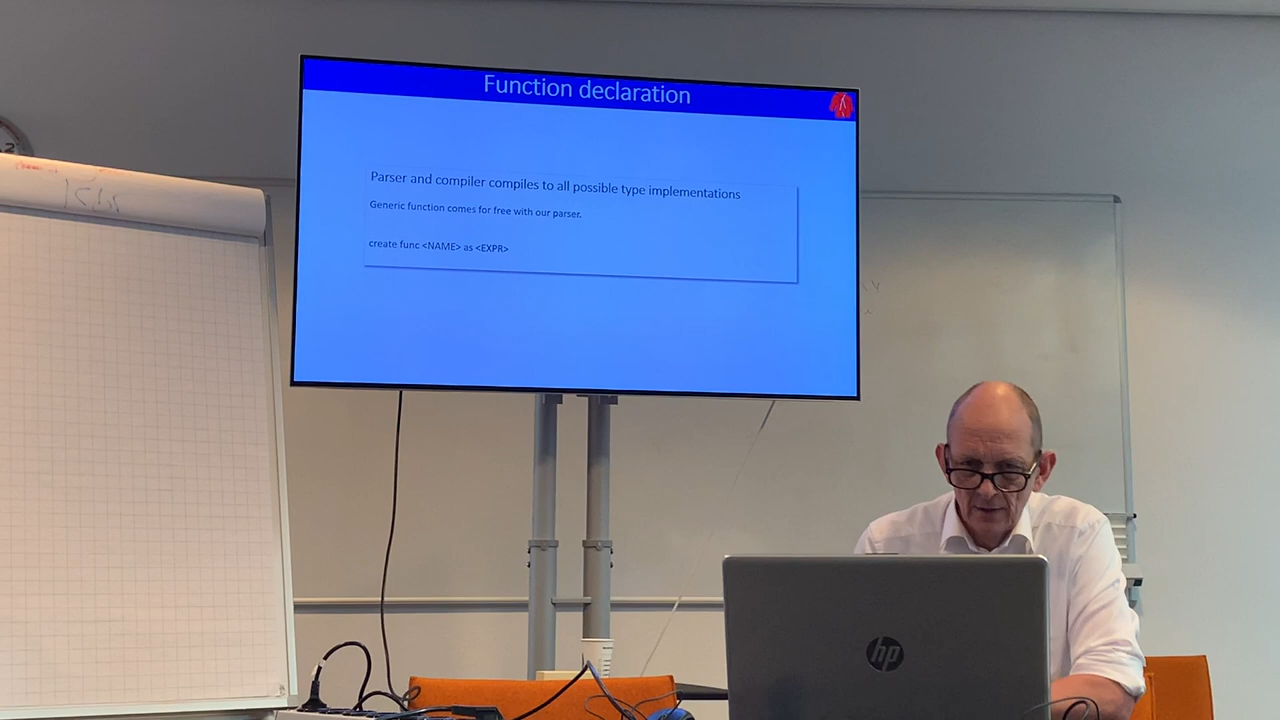 Function declaration
Parser and compiler compiles to all possible type implementations
Generic function comes for free with our parser.
create func <NAME> as <EXPR>
hp